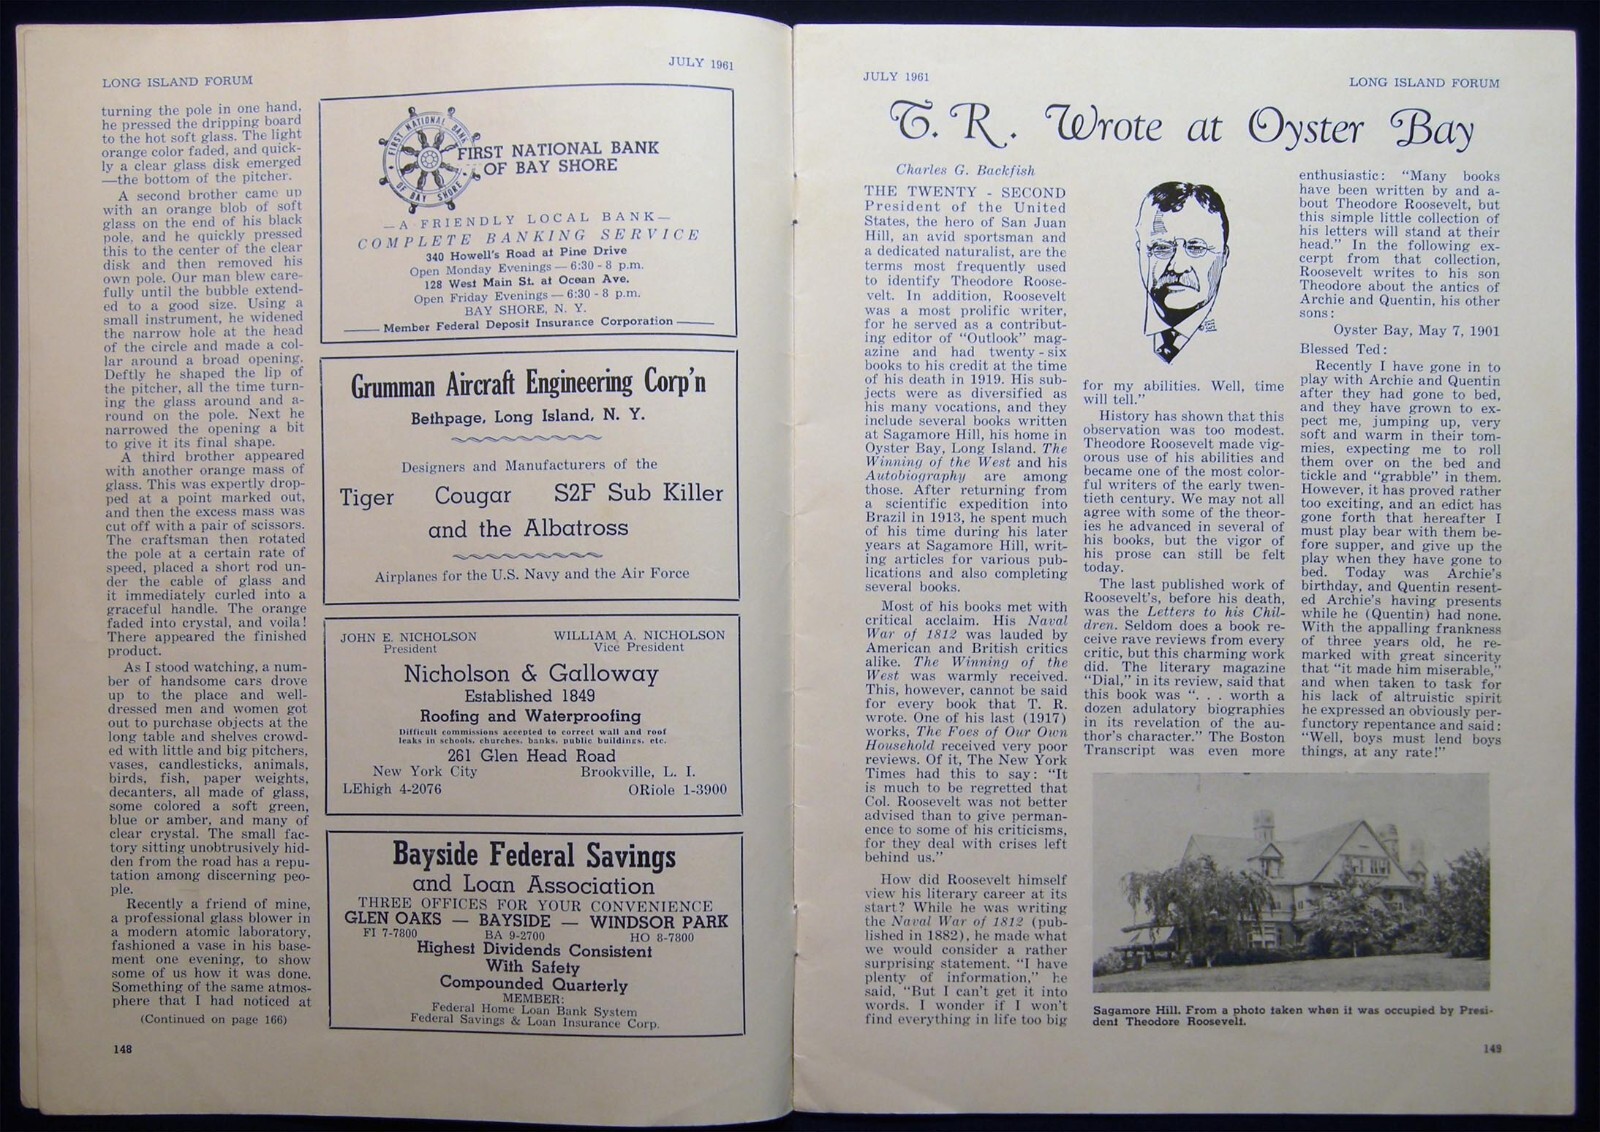 LONG ISLAND FORUM
JULY 1961
turning the pole in one hand,
he pressed the dripping board
to the hot soft glass. The light
orange color faded, and quick-
ly a clear glass disk emerged
—the bottom of the pitcher.
A second brother came up
with an orange blob of soft
glass on the end of his black
pole, and he quickly pressed
this to the center of the clear
disk and then removed his
own pole. Our man blew care-
fully until the bubble extend-
ed to a good size. Using a
small instrument, he widened
the narrow hole at the head
of the circle and made a col-
lar around a broad opening.
Deftly he shaped the lip of
the pitcher, all the time turn-
ing the glass around and a-
round on the pole. Next he
narrowed the opening a bit
to give it its final shape.
A third brother appeared
with another orange mass of
glass. This was expertly drop-
ped at a point marked out,
and then the excess mass was
cut off with a pair of scissors.
The craftsman then rotated
the pole at a certain rate of
speed, placed a short rod un-
der the cable of glass and
it immediately curled into a
graceful handle. The orange
faded into crystal, and voila!
There appeared the finished
product.
As I stood watching, a num-
ber of handsome cars drove
up to the place and well-
dressed men and women got
out to purchase objects at the
long table and shelves crowd-
ed with little and big pitchers,
vases, candlesticks, animals,
birds, fish, paper weights,
decanters, all made of glass,
some colored a soft green,
blue or amber, and many of
clear crystal. The small fac-
tory sitting unobtrusively hid-
den from the road has a repu-
tation among discerning peo-
ple.
Recently a friend of mine,
a professional glass blower in
a modern atomic laboratory,
fashioned a vase in his base-
ment one evening, to show
some of us how it was done.
Something of the same atmos-
phere that I had noticed at
(Continued on page 166)
148
FIRST NATIONAL BANK
OF BAY SHORE
FIRST NATIONAL BANK
OF BAY SHORE
—A FRIENDLY LOCAL BANK—
COMPLETE BANKING SERVICE
340 Howell's Road at Pine Drive
Open Monday Evenings — 6:30 - 8 p.m.
128 West Main St. at Ocean Ave.
Open Friday Evenings — 6:30 - 8 p.m.
BAY SHORE, N. Y.
Member Federal Deposit Insurance Corporation
Grumman Aircraft Engineering Corp'n
Bethpage, Long Island, N. Y.
Designers and Manufacturers of the
Tiger Cougar S2F Sub Killer
and the Albatross
Airplanes for the U.S. Navy and the Air Force
JOHN E. NICHOLSON WILLIAM A. NICHOLSON
President Vice President
Nicholson & Galloway
Established 1849
Roofing and Waterproofing
Difficult commissions accepted to correct wall and roof
leaks in schools, churches, banks, public buildings, etc.
261 Glen Head Road
New York City Brookville, L. I.
LEhigh 4-2076 ORiole 1-3900
Bayside Federal Savings
and Loan Association
THREE OFFICES FOR YOUR CONVENIENCE
GLEN OAKS — BAYSIDE — WINDSOR PARK
FI 7-7800 BA 9-2700 HO 8-7800
Highest Dividends Consistent
With Safety
Compounded Quarterly
MEMBER:
Federal Home Loan Bank System
Federal Savings & Loan Insurance Corp.
JULY 1961
LONG ISLAND FORUM
T. R. Wrote at Oyster Bay
Charles G. Backfish
THE TWENTY - SECOND
President of the United
States, the hero of San Juan
Hill, an avid sportsman and
a dedicated naturalist, are the
terms most frequently used
to identify Theodore Roose-
velt. In addition, Roosevelt
was a most prolific writer,
for he served as a contribut-
ing editor of "Outlook" mag-
azine and had twenty-six
books to his credit at the time
of his death in 1919. His sub-
jects were as diversified as
his many vocations, and they
include several books written
at Sagamore Hill, his home in
Oyster Bay, Long Island. The
Winning of the West and his
Autobiography are among
those. After returning from
a scientific expedition into
Brazil in 1913, he spent much
of his time during his later
years at Sagamore Hill, writ-
ing articles for various pub-
lications and also completing
several books.
Most of his books met with
critical acclaim. His Naval
War of 1812 was lauded by
American and British critics
alike. The Winning of the
West was warmly received.
This, however, cannot be said
for every book that T. R.
wrote. One of his last (1917)
works, The Foes of Our Own
Household received very poor
reviews. Of it, The New York
Times had this to say: "It
is much to be regretted that
Col. Roosevelt was not better
advised than to give perman-
ence to some of his criticisms,
for they deal with crises left
behind us."
How did Roosevelt himself
view his literary career at its
start? While he was writing
the Naval War of 1812 (pub-
lished in 1882), he made what
we would consider a rather
surprising statement. "I have
plenty of information," he
said, "But I can't get it into
words. I wonder if I won't
find everything in life too big
for my abilities. Well, time
will tell."
History has shown that this
observation was too modest.
Theodore Roosevelt made vig-
orous use of his abilities and
became one of the most color-
ful writers of the early twen-
tieth century. We may not all
agree with some of the theor-
ies he advanced in several of
his books, but the vigor of
his prose can still be felt
today.
The last published work of
Roosevelt's, before his death,
was the Letters to his Chil-
dren. Seldom does a book re-
ceive rave reviews from every
critic, but this charming work
did. The literary magazine
"Dial," in its review, said that
this book was ". . . worth a
dozen adulatory biographies
in its revelation of the au-
thor's character." The Boston
Transcript was even more
enthusiastic: "Many books
have been written by and a-
bout Theodore Roosevelt, but
this simple little collection of
his letters will stand at their
head." In the following ex-
cerpt from that collection,
Roosevelt writes to his son
Theodore about the antics of
Archie and Quentin, his other
sons:
Oyster Bay, May 7, 1901
Blessed Ted:
Recently I have gone in to
play with Archie and Quentin
after they had gone to bed,
and they have grown to ex-
pect me, jumping up, very
soft and warm in their tom-
mies, expecting me to roll
them over on the bed and
tickle and "grabble" in them.
However, it has proved rather
too exciting, and an edict has
gone forth that hereafter I
must play bear with them be-
fore supper, and give up the
play when they have gone to
bed. Today was Archie's
birthday, and Quentin resent-
ed Archie's having presents
while he (Quentin) had none.
With the appalling frankness
of three years old, he re-
marked with great sincerity
that "it made him miserable,"
and when taken to task for
his lack of altruistic spirit
he expressed an obviously per-
functory repentance and said:
"Well, boys must lend boys
things, at any rate!"
Sagamore Hill. From a photo taken when it was occupied by Presi-
dent Theodore Roosevelt.
149